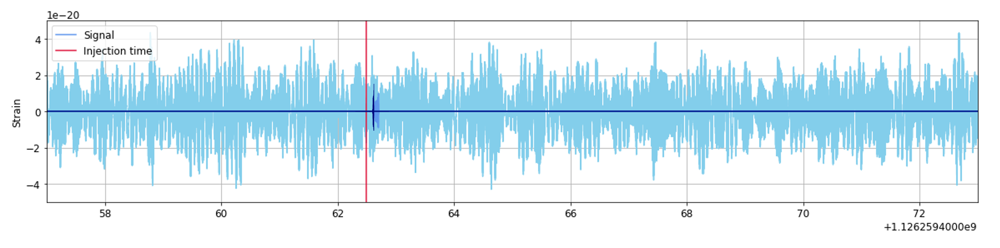 1e−20
Signal
Injection time
4
2
0
−2
−4
Strain
58 60 62 64 66 68 70 72
+1.1262594000e9